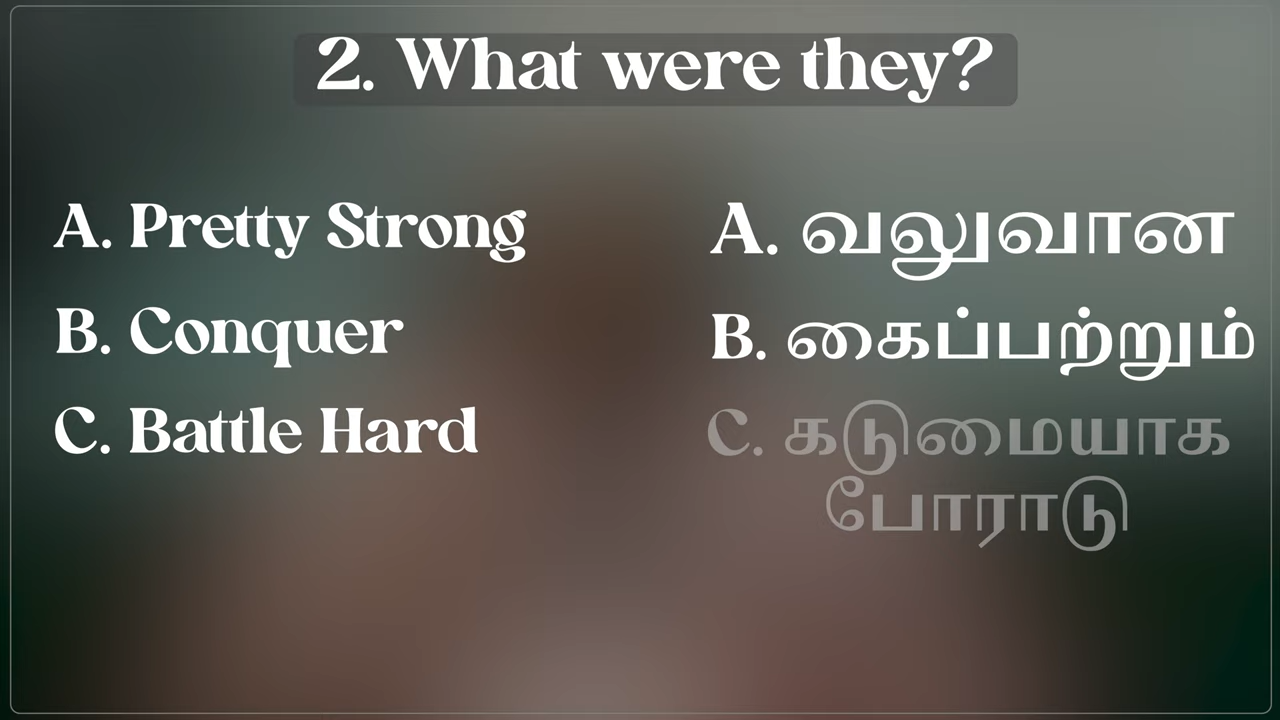 2. What were they?
A. Pretty Strong
B. Conquer
C. Battle Hard
A. வலுவான
B. கைப்பற்றும்
C. கடுமையாக
போராடு